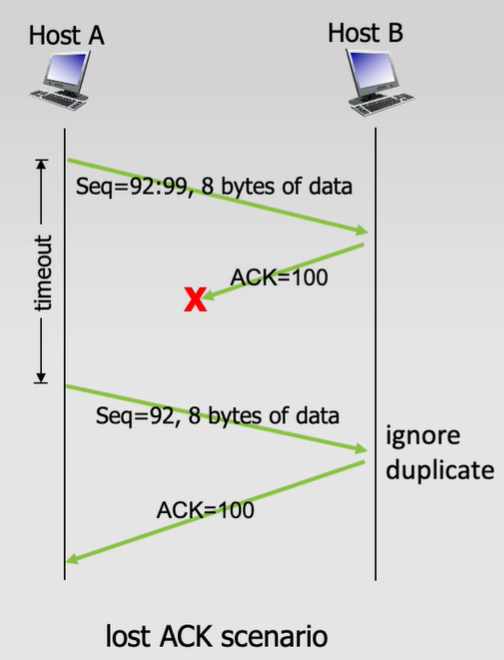 Host A
Host B
Seq=92:99, 8 bytes of data
ACK=100
X
timeout
Seq=92, 8 bytes of data
ignore
duplicate
ACK=100
lost ACK scenario